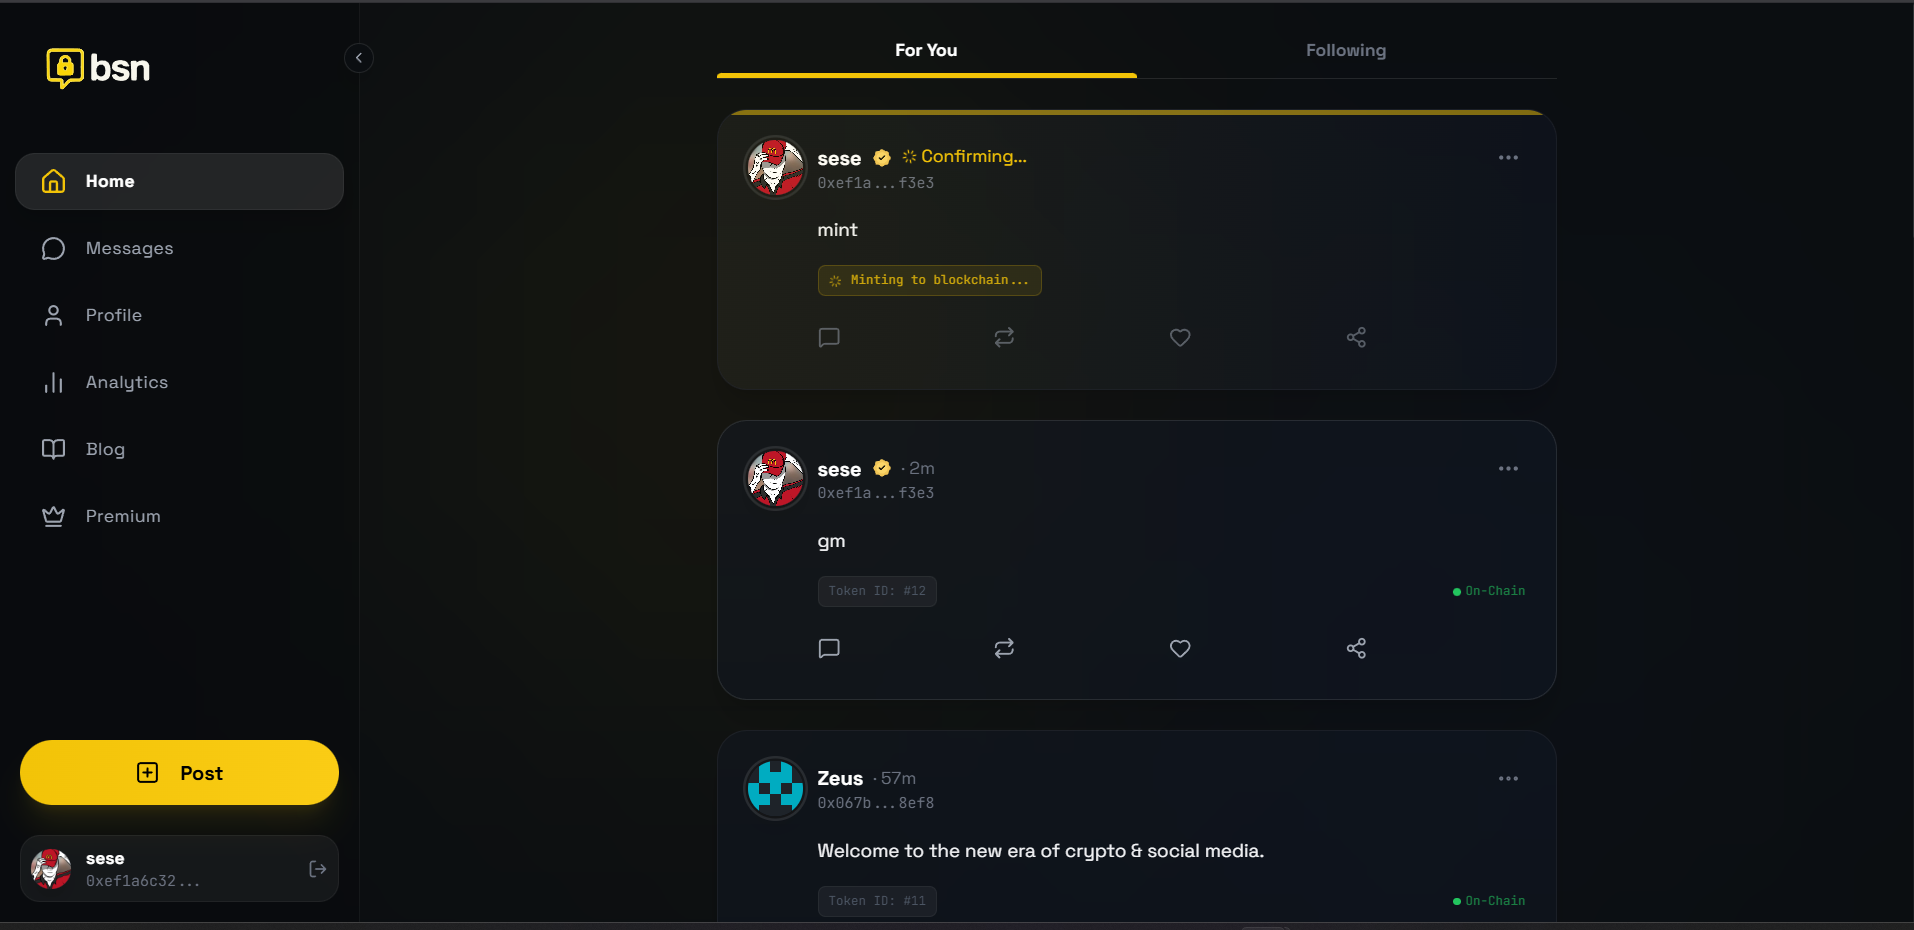 bsn
Home
Messages
Profile
Analytics
Blog
Premium
Post
sese
0xef1a6c32...
For You
Following
sese Confirming...
0xef1a...f3e3
mint
Minting to blockchain...
sese · 2m
0xef1a...f3e3
gm
Token ID: #12
On-Chain
Zeus · 57m
0x067b...8ef8
Welcome to the new era of crypto & social media.
Token ID: #11
On-Chain